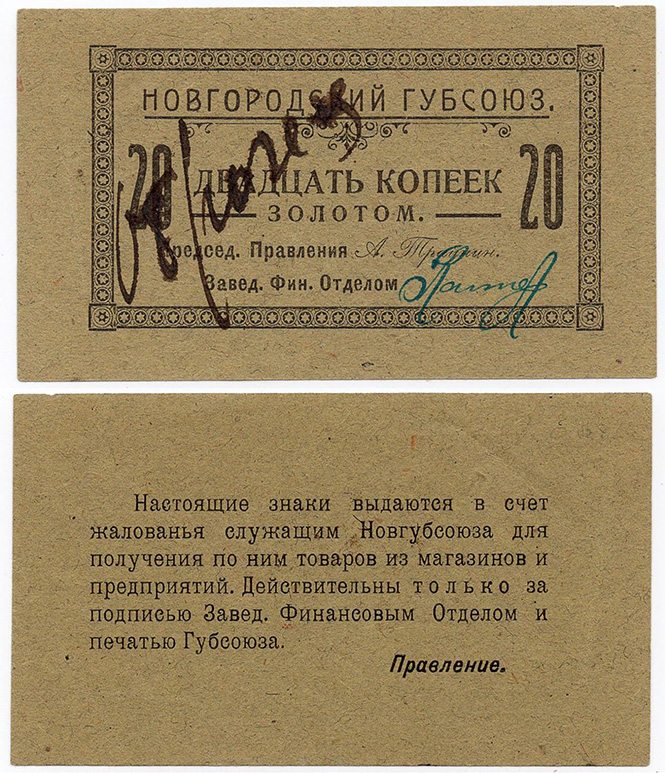 НОВГОРОДСКИЙ ГУБСОЮЗ.
20 ДВАДЦАТЬ КОПЕЕК 20
ЗОЛОТОМ.
Председ. Правления А.
Завед. Фин. Отделом
Настоящие знаки выдаются в счет
жалованья служащим Новгубсоюза для
получения по ним товаров из магазинов и
предприятий. Действительны только за
подписью Завед. Финансовым Отделом и
печатью Губсоюза.
Правление.